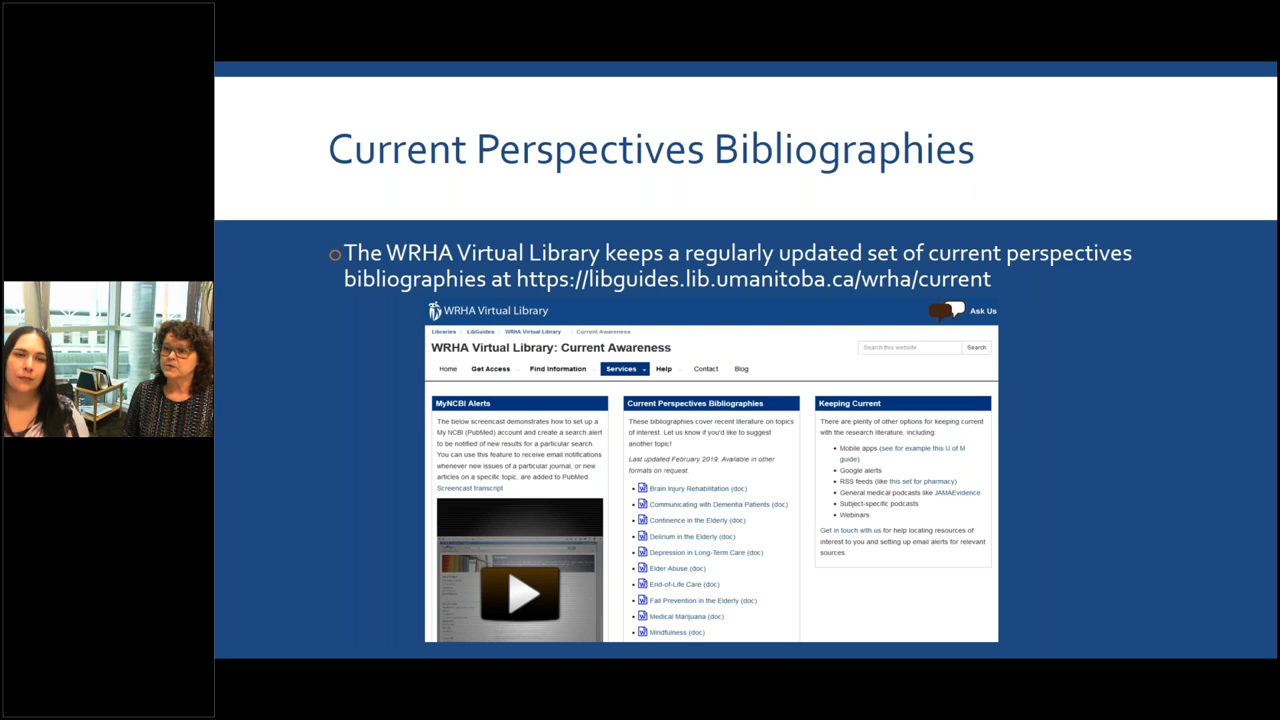 Current Perspectives Bibliographies
The WRHA Virtual Library keeps a regularly updated set of current perspectives
bibliographies at https://libguides.lib.umanitoba.ca/wrha/current
WRHA Virtual Library
Ask Us
Libraries LibGuides WRHA Virtual Library Current Awareness
WRHA Virtual Library: Current Awareness
Search this website
Search
Home Get Access Find Information Services Help Contact Blog
MyNCBI Alerts
The below screencast demonstrates how to set up a
My NCBI (PubMed) account and create a search alert
to be notified of new results for a particular search.
You can use this feature to receive email notifications
whenever new issues of a particular journal, or new
articles on a specific topic, are added to PubMed.
Screencast transcript
Current Perspectives Bibliographies
These bibliographies cover recent literature on topics
of interest. Let us know if you'd like to suggest
another topic!
Last updated February 2019. Available in other
formats on request.
Brain Injury Rehabilitation (doc)
Communicating with Dementia Patients (doc)
Continence in the Elderly (doc)
Delirium in the Elderly (doc)
Depression in Long-Term Care (doc)
Elder Abuse (doc)
End-of-Life Care (doc)
Fall Prevention in the Elderly (doc)
Medical Marijuana (doc)
Mindfulness (doc)
Keeping Current
There are plenty of other options for keeping current
with the research literature, including:
Mobile apps (see for example this U of M
guide)
Google alerts
RSS feeds (like this set for pharmacy)
General medical podcasts like JAMAEvidence
Subject-specific podcasts
Webinars
Get in touch with us for help locating resources of
interest to you and setting up email alerts for relevant
sources.